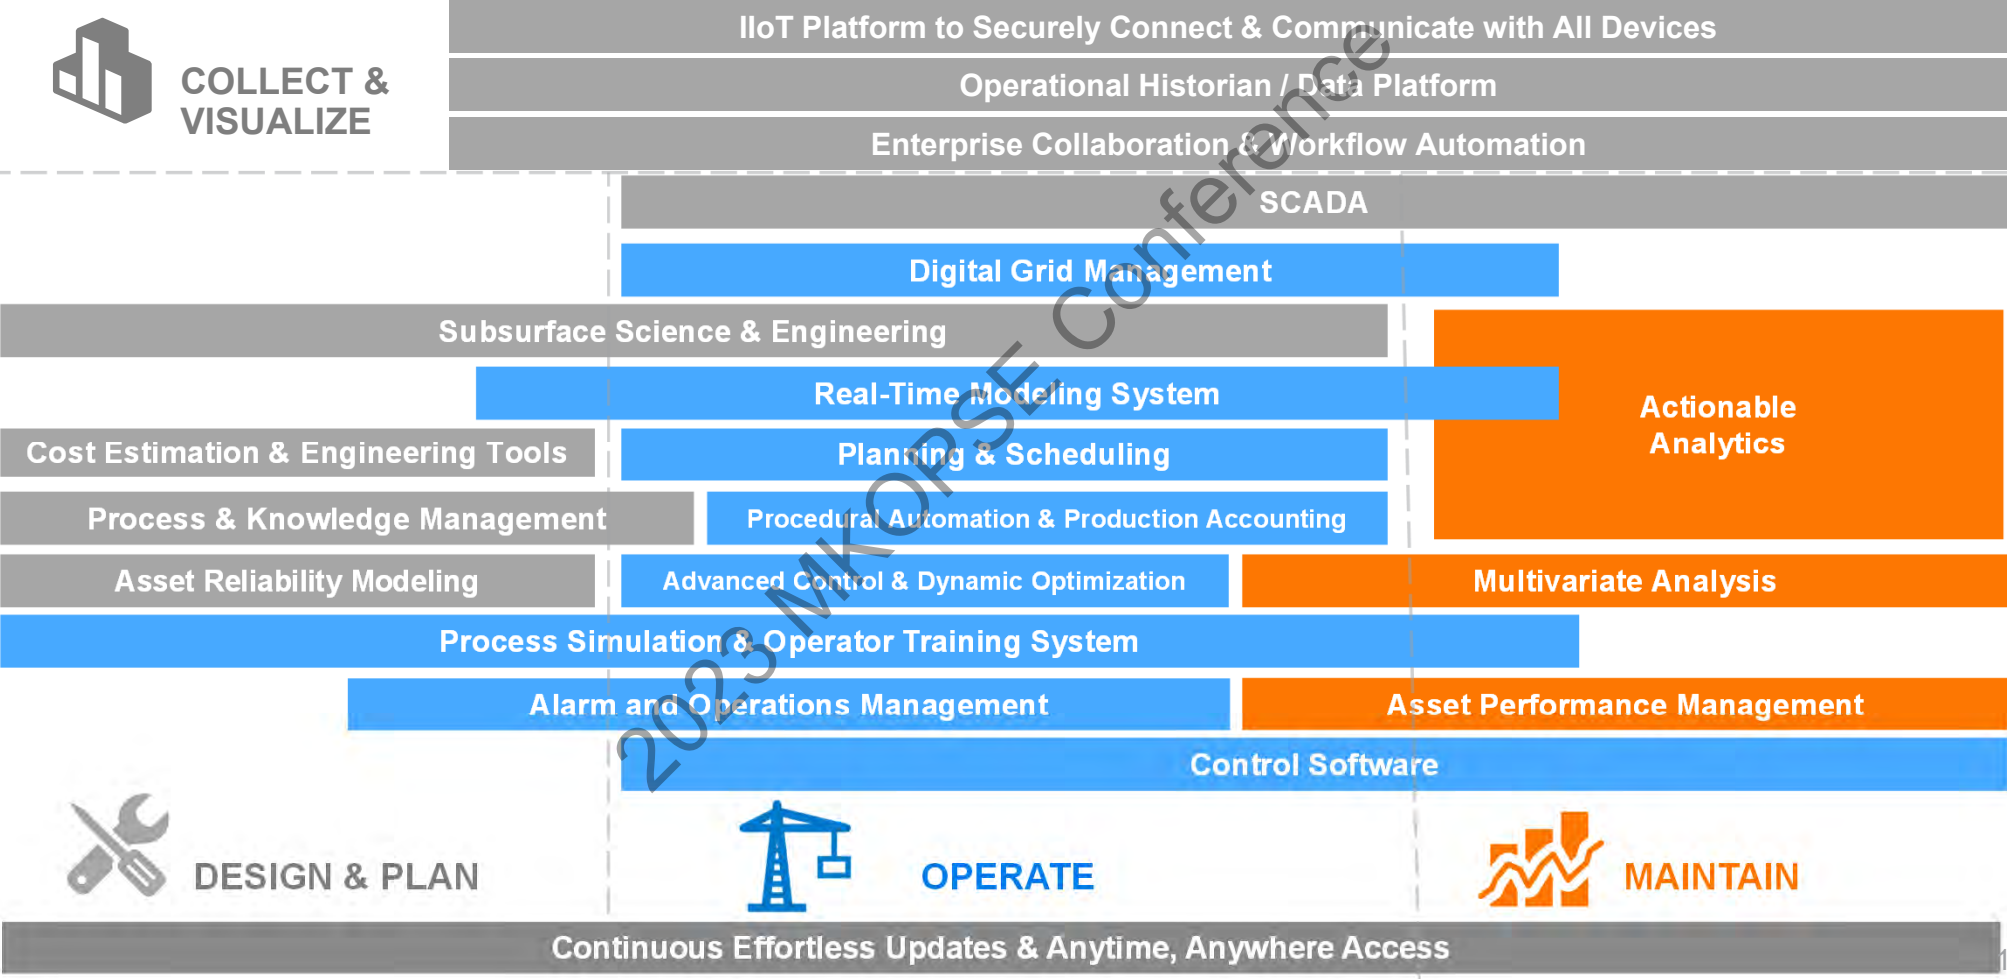 IIoT Platform to Securely Connect & Communicate with All Devices
COLLECT &
VISUALIZE
Operational Historian / Data Platform
Enterprise Collaboration & Workflow Automation
SCADA
Digital Grid Management
Subsurface Science & Engineering
Real-Time Modeling System
Actionable
Analytics
Cost Estimation & Engineering Tools
Planning & Scheduling
Process & Knowledge Management
Procedural Automation & Production Accounting
Asset Reliability Modeling
Advanced Control & Dynamic Optimization
Multivariate Analysis
Process Simulation & Operator Training System
Alarm and Operations Management
Asset Performance Management
Control Software
DESIGN & PLAN
OPERATE
MAINTAIN
Continuous Effortless Updates & Anytime, Anywhere Access
2023 MKOPSE Conference